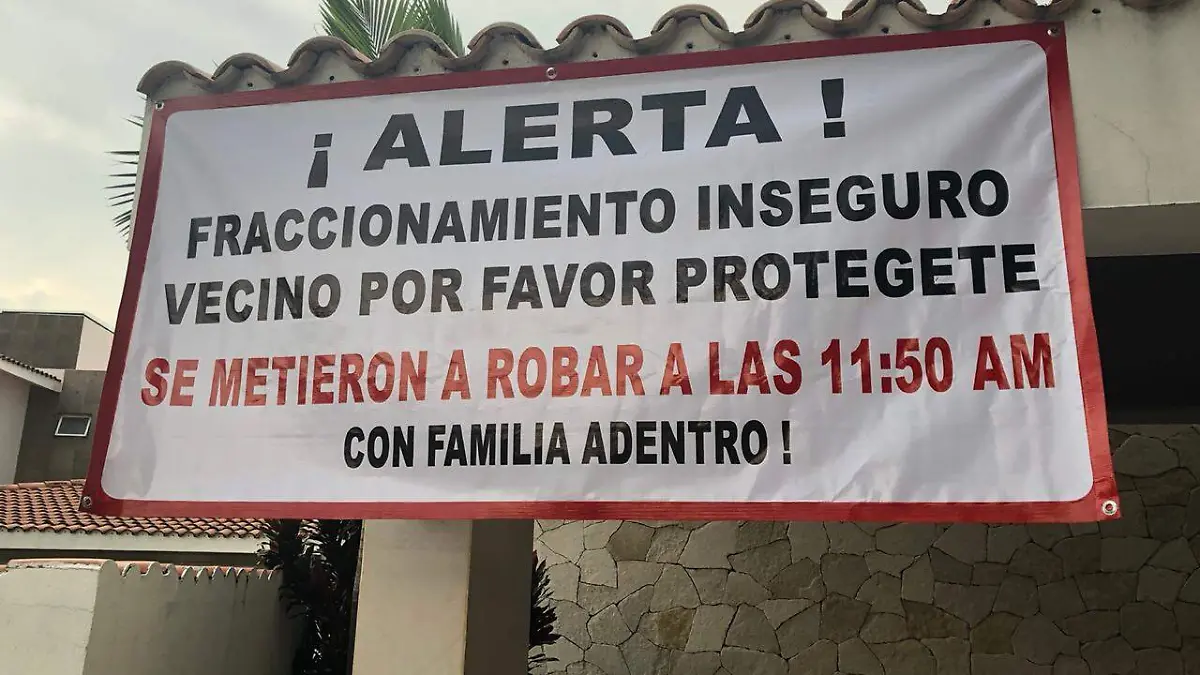 ¡ ALERTA !
FRACCIONAMIENTO INSEGURO
VECINO POR FAVOR PROTEGETE
SE METIERON A ROBAR A LAS 11:50 AM
CON FAMILIA ADENTRO !